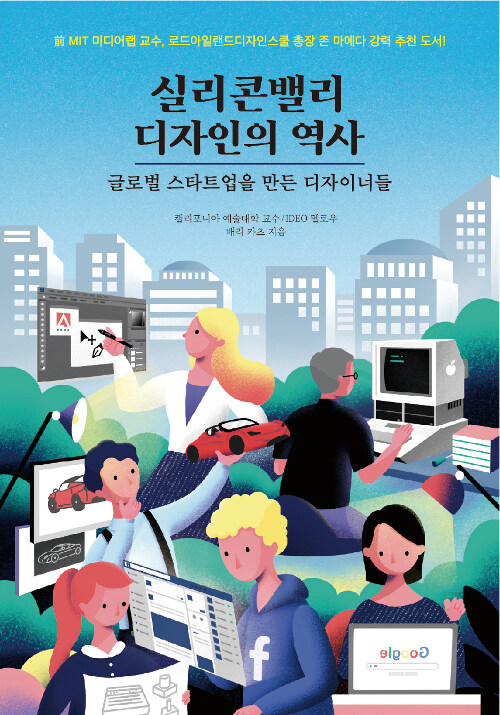 前 MIT 미디어랩 교수, 로드아일랜드디자인스쿨 총장 존 마에다 강력 추천 도서!
실리콘밸리
디자인의 역사
글로벌 스타트업을 만든 디자이너들
캘리포니아 예술대학 교수/IDEO 펠로우
배리 카츠 지음
f
Google